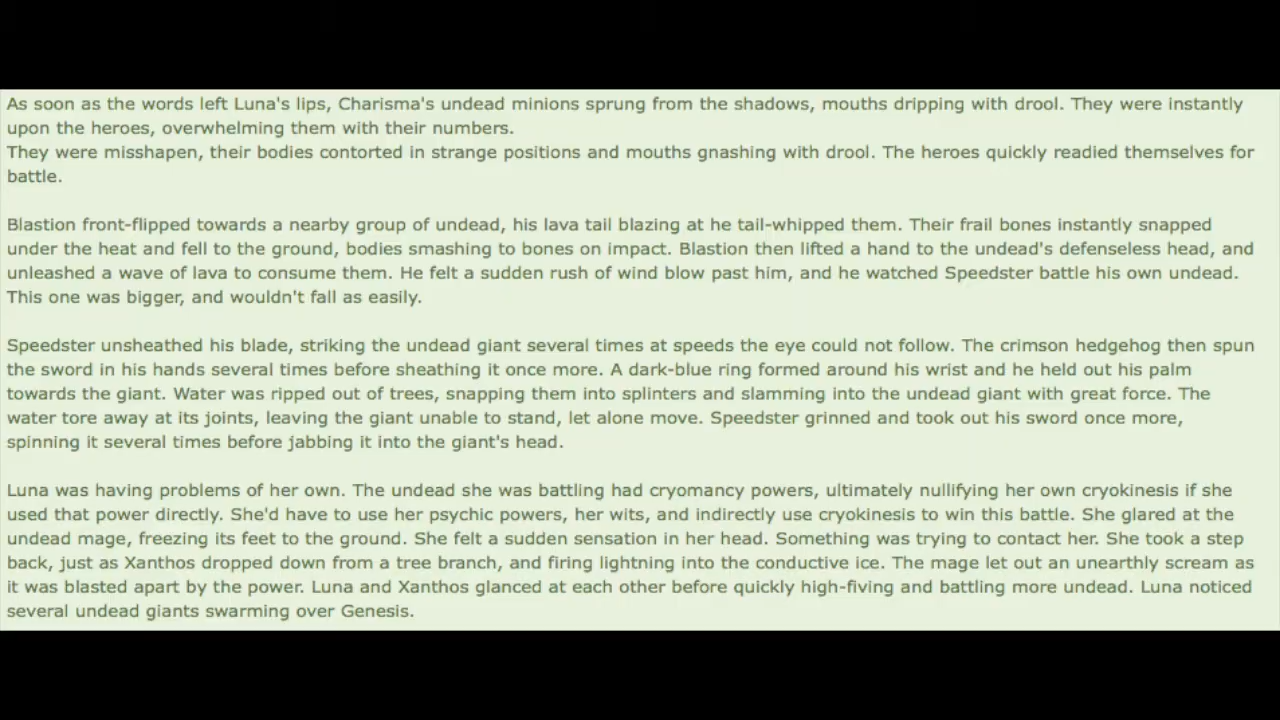 As soon as the words left Luna's lips, Charisma's undead minions sprung from the shadows, mouths dripping with drool. They were instantly
upon the heroes, overwhelming them with their numbers.
They were misshapen, their bodies contorted in strange positions and mouths gnashing with drool. The heroes quickly readied themselves for
battle.
Blastion front-flipped towards a nearby group of undead, his lava tail blazing at he tail-whipped them. Their frail bones instantly snapped
under the heat and fell to the ground, bodies smashing to bones on impact. Blastion then lifted a hand to the undead's defenseless head, and
unleashed a wave of lava to consume them. He felt a sudden rush of wind blow past him, and he watched Speedster battle his own undead.
This one was bigger, and wouldn't fall as easily.
Speedster unsheathed his blade, striking the undead giant several times at speeds the eye could not follow. The crimson hedgehog then spun
the sword in his hands several times before sheathing it once more. A dark-blue ring formed around his wrist and he held out his palm
towards the giant. Water was ripped out of trees, snapping them into splinters and slamming into the undead giant with great force. The
water tore away at its joints, leaving the giant unable to stand, let alone move. Speedster grinned and took out his sword once more,
spinning it several times before jabbing it into the giant's head.
Luna was having problems of her own. The undead she was battling had cryomancy powers, ultimately nullifying her own cryokinesis if she
used that power directly. She'd have to use her psychic powers, her wits, and indirectly use cryokinesis to win this battle. She glared at the
undead mage, freezing its feet to the ground. She felt a sudden sensation in her head. Something was trying to contact her. She took a step
back, just as Xanthos dropped down from a tree branch, and firing lightning into the conductive ice. The mage let out an unearthly scream as
it was blasted apart by the power. Luna and Xanthos glanced at each other before quickly high-fiving and battling more undead. Luna noticed
several undead giants swarming over Genesis.